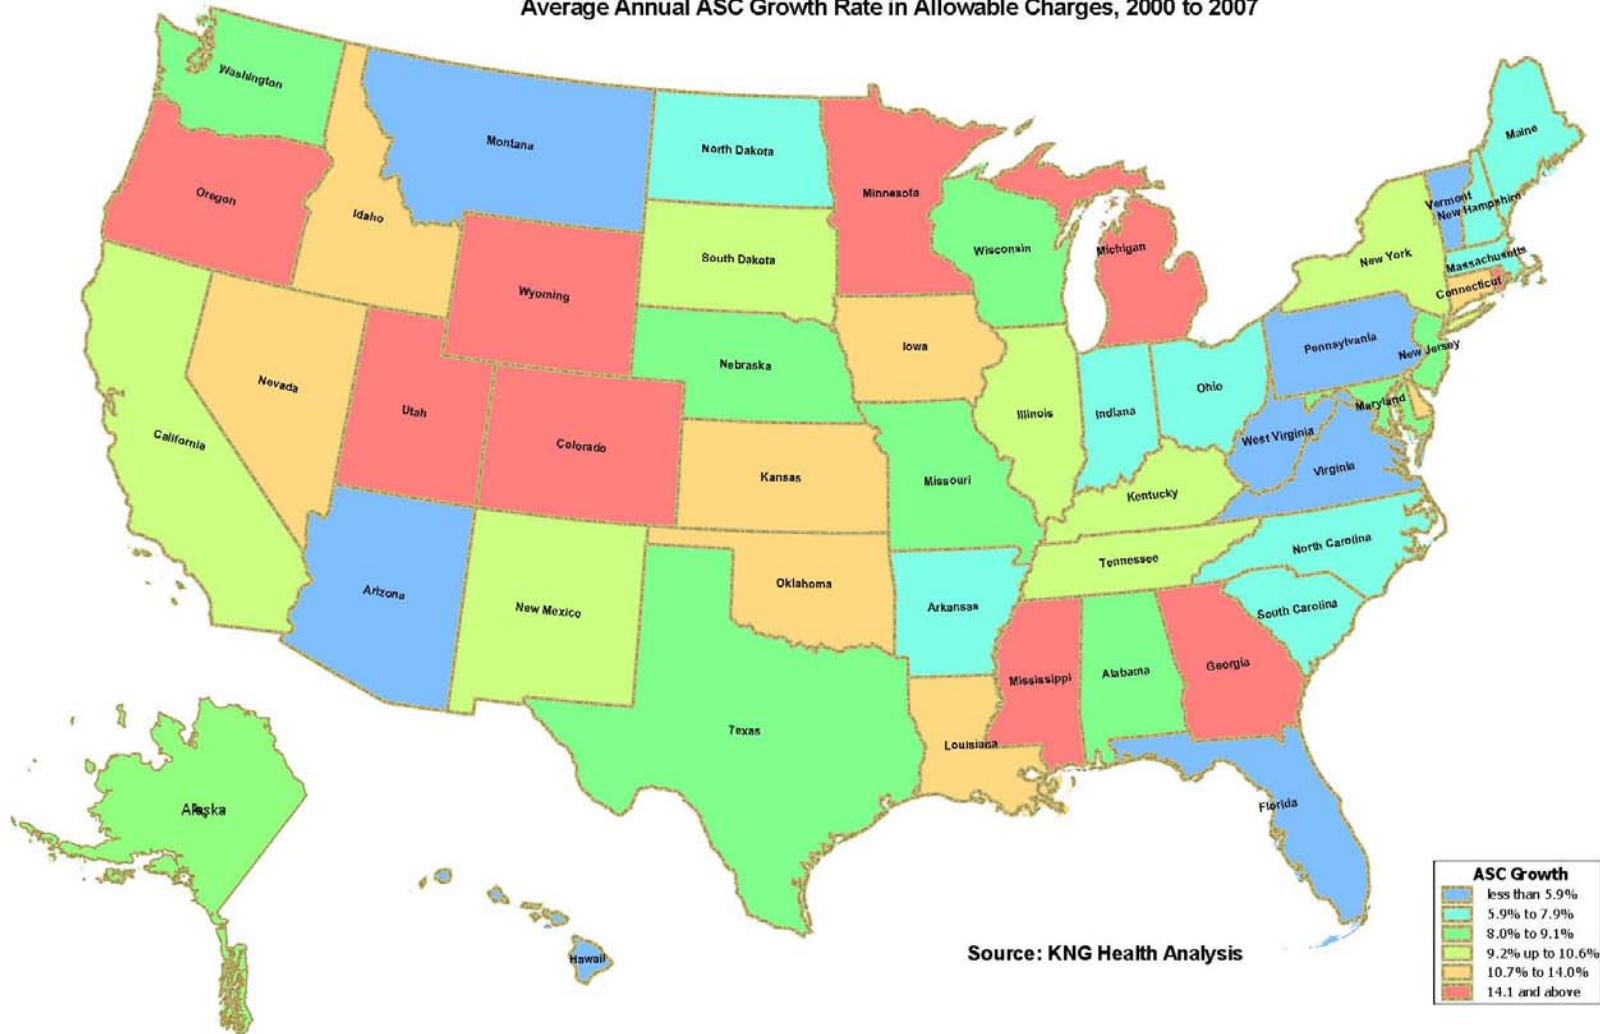 Average Annual ASC Growth Rate in Allowable Charges, 2000 to 2007
Washington
Maine
Montana
North Dakota
Minnesota
Oregon
Idaho
Vermont
New Hampshire
Wisconsin
Michigan
South Dakota
New York
Massachusetts
Connecticut
Wyoming
Iowa
Pennsylvania
New Jersey
Nebraska
Nevada
Utah
Ohio
Indiana
Illinois
Maryland
California
Colorado
West Virginia
Kansas
Virginia
Missouri
Kentucky
North Carolina
Tennessee
Oklahoma
Arizona
New Mexico
Arkansas
South Carolina
Mississippi
Alabama
Georgia
Texas
Louisiana
Florida
Alaska
Hawaii
Source: KNG Health Analysis
ASC Growth
less than 5.9%
5.9% to 7.9%
8.0% to 9.1%
9.2% up to 10.6%
10.7% to 14.0%
14.1 and above